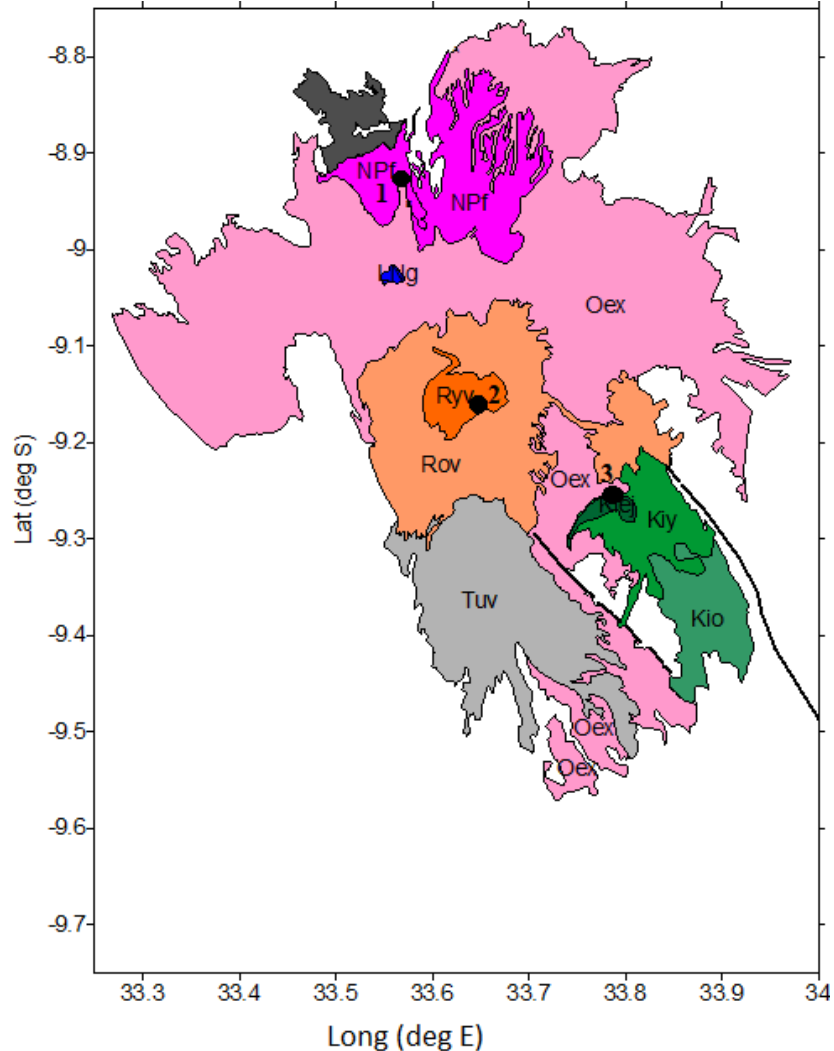 -8.8
-8.9
-9
-9.1
-9.2
-9.3
-9.4
-9.5
-9.6
-9.7
Lat (deg S)
NPf
1
NPf
Oex
Ryv
2
Rov
Oex
3
Kiy
Tuv
Kio
Oex
Oex
33.3
33.4
33.5
33.6
33.7
33.8
33.9
34
Long (deg E)